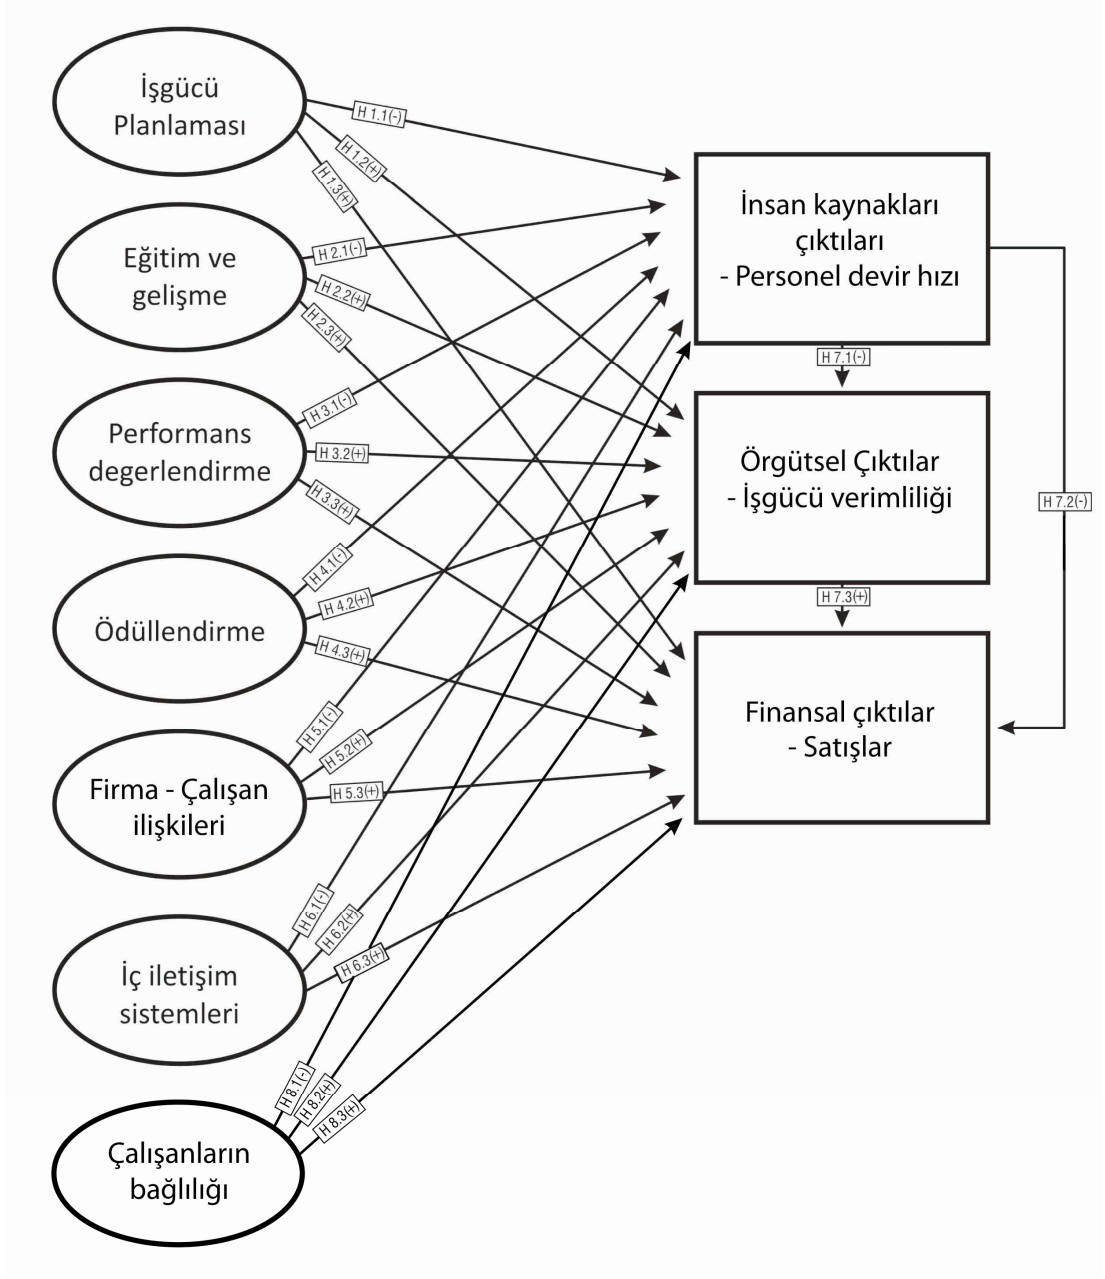 İşgücü
Planlaması
H 1.1(-)
H 1.2(+)
H 1.3(+)
Eğitim ve
gelişme
H 2.1(-)
H 2.2(+)
H 2.3(+)
Performans
degerlendirme
H 3.1(-)
H 3.2(+)
H 3.3(+)
Ödüllendirme
H 4.1(-)
H 4.2(+)
H 4.3(+)
Firma - Çalışan
ilişkileri
H 5.1(-)
H 5.2(+)
H 5.3(+)
İç iletişim
sistemleri
H 6.1(-)
H 6.2(+)
H 6.3(+)
Çalışanların
bağlılığı
H 8.1(-)
H 8.2(+)
H 8.3(+)
İnsan kaynakları
çıktıları
- Personel devir hızı
H 7.1(-)
Örgütsel Çıktılar
- İşgücü verimliliği
H 7.2(-)
H 7.3(+)
Finansal çıktılar
- Satışlar